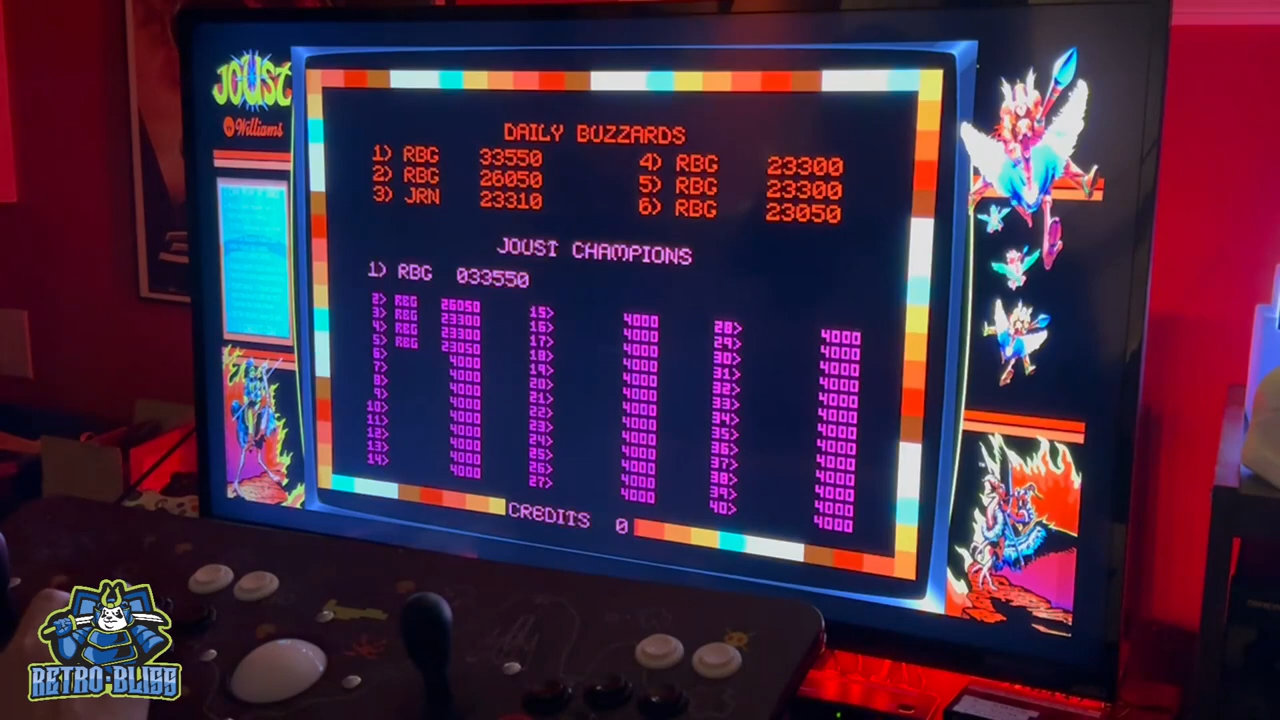 JOUST
Williams
DAILY BUZZARDS
1) RBG 33550 4) RBG 23300
2) RBG 26050 5) RBG 23300
3) JRN 23310 6) RBG 23050
JOUST CHAMPIONS
1) RBG 033550
2> RBG 26050 15> 4000 28> 4000
3> RBG 23300 16> 4000 29> 4000
4> RBG 23300 17> 4000 30> 4000
5> RBG 23050 18> 4000 31> 4000
6> 4000 19> 4000 32> 4000
7> 4000 20> 4000 33> 4000
8> 4000 21> 4000 34> 4000
9> 4000 22> 4000 35> 4000
10> 4000 23> 4000 36> 4000
11> 4000 24> 4000 37> 4000
12> 4000 25> 4000 38> 4000
13> 4000 26> 4000 39> 4000
14> 4000 27> 4000 40> 4000
CREDITS 0
RETRO-BLISS